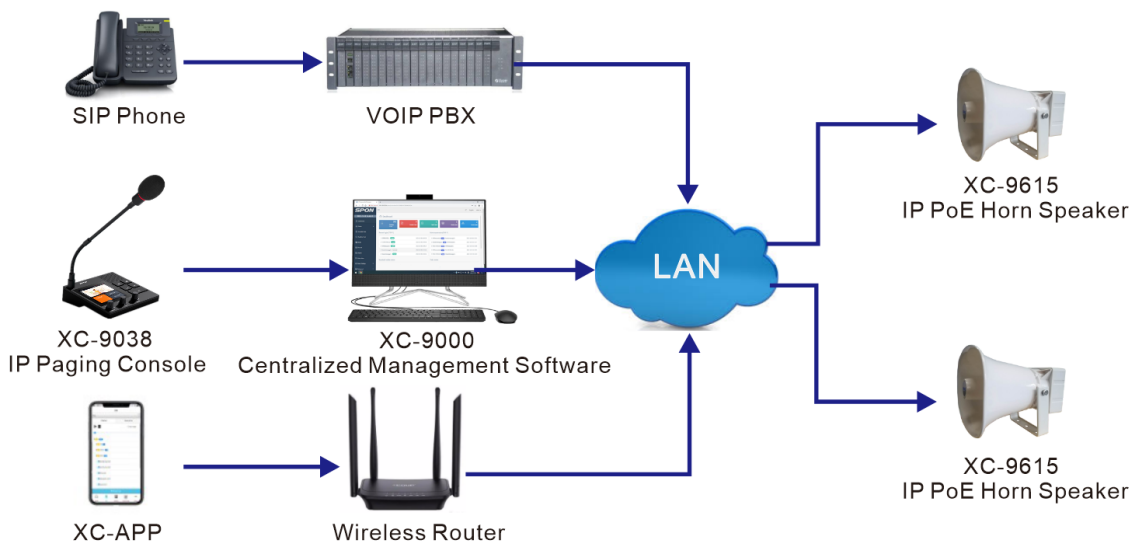 SIP Phone
VOIP PBX
SPON
LAN
XC-9615
IP PoE Horn Speaker
XC-9038
IP Paging Console
XC-9000
Centralized Management Software
XC-APP
Wireless Router
XC-9615
IP PoE Horn Speaker